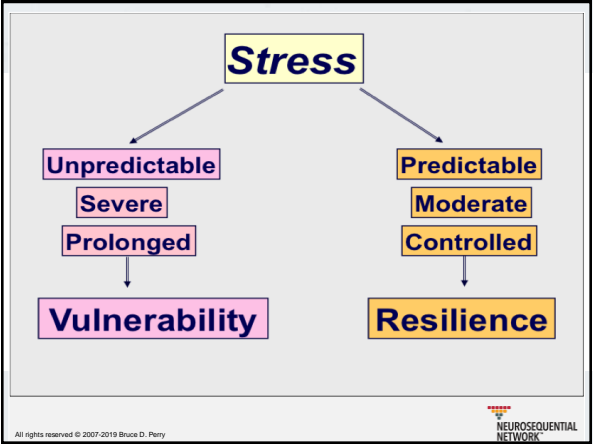 Stress
Unpredictable
Severe
Prolonged
Vulnerability
Predictable
Moderate
Controlled
Resilience
All rights reserved © 2007-2019 Bruce D. Perry
NEUROSEQUENTIAL
NETWORK™